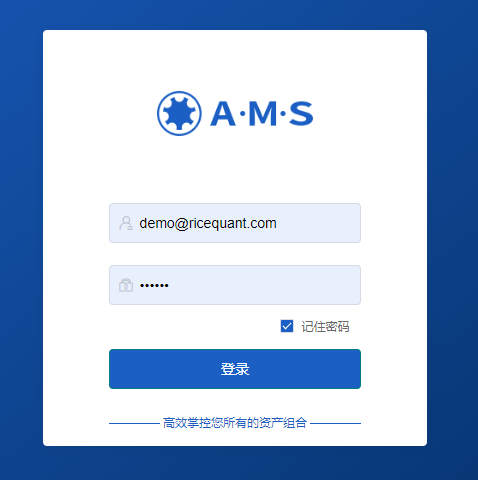 A·M·S
demo@ricequant.com
••••••
记住密码
登录
高效掌控您所有的资产组合